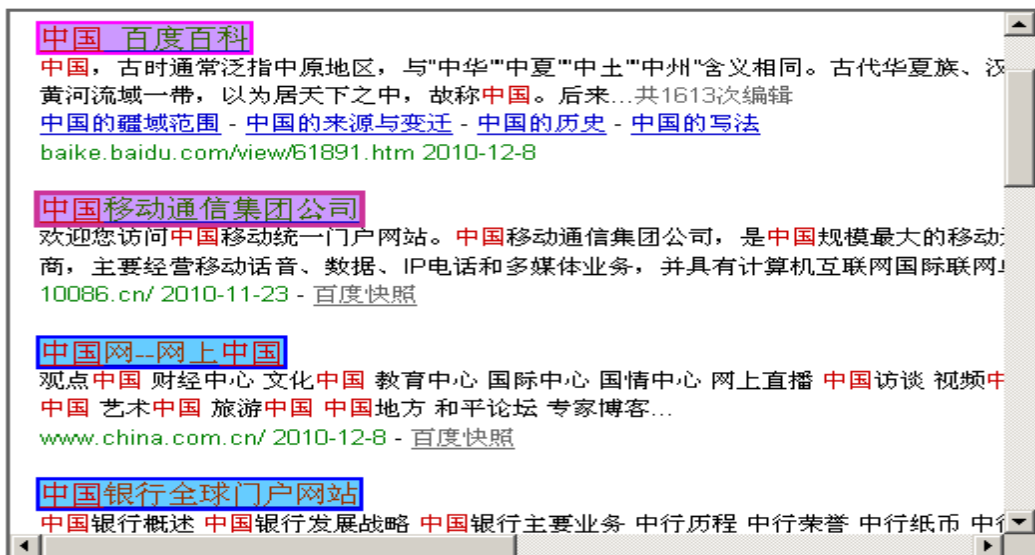 中国_百度百科
中国，古时通常泛指中原地区，与"中华""中夏""中土""中州"含义相同。古代华夏族、汉
黄河流域一带，以为居天下之中，故称中国。后来...共1613次编辑
中国的疆域范围 - 中国的来源与变迁 - 中国的历史 - 中国的写法
baike.baidu.com/view/61891.htm 2010-12-8
中国移动通信集团公司
欢迎您访问中国移动统一门户网站。中国移动通信集团公司，是中国规模最大的移动
商，主要经营移动话音、数据、IP电话和多媒体业务，并具有计算机互联网国际联网
10086.cn/ 2010-11-23 - 百度快照
中国网--网上中国
观点中国 财经中心 文化中国 教育中心 国际中心 国情中心 网上直播 中国访谈 视频中
中国 艺术中国 旅游中国 中国地方 和平论坛 专家博客...
www.china.com.cn/ 2010-12-8 - 百度快照
中国银行全球门户网站
中国银行概述 中国银行发展战略 中国银行主要业务 中行历程 中行荣誉 中行纸币 中